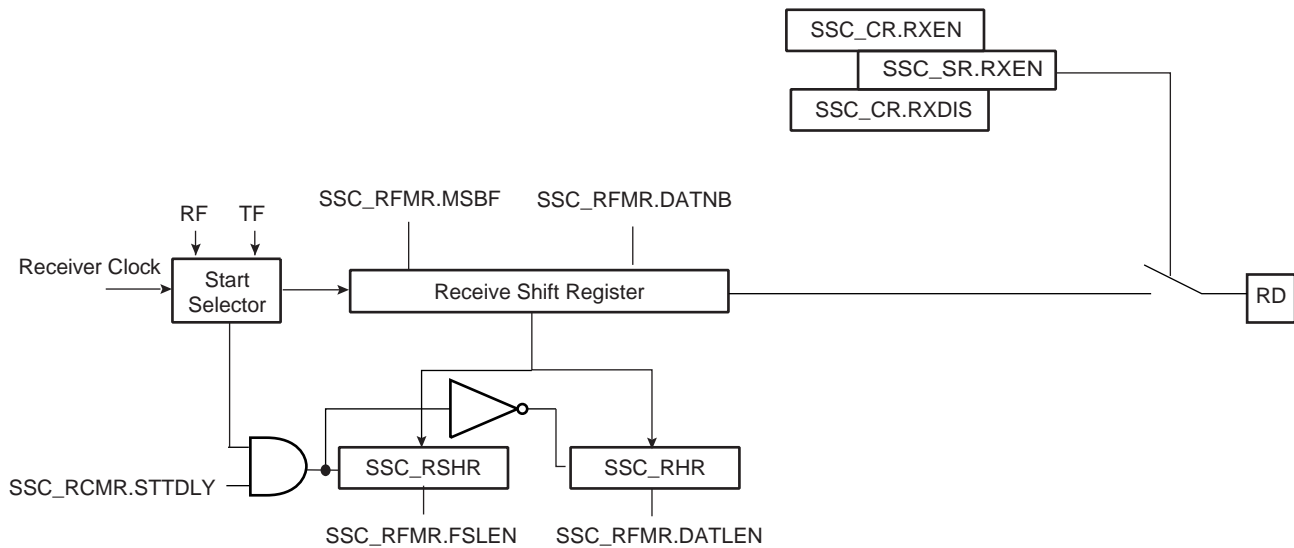 SSC_CR.RXEN
SSC_SR.RXEN
SSC_CR.RXDIS
SSC_RFMR.MSBF
SSC_RFMR.DATNB
RF
TF
Receiver Clock
Start
Selector
Receive Shift Register
RD
SSC_RSHR
SSC_RHR
SSC_RCMR.STTDLY
SSC_RFMR.FSLEN
SSC_RFMR.DATLEN